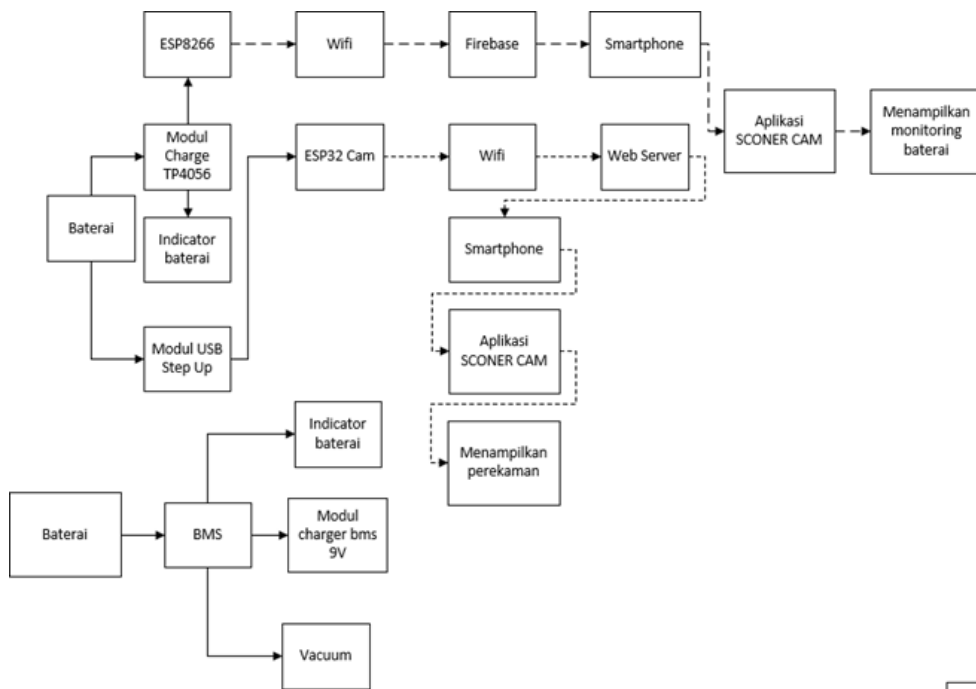 ESP8266
Wifi
Firebase
Smartphone
Aplikasi
SCONER CAM
Menampilkan
monitoring
baterai
Modul
Charge
TP4056
ESP32 Cam
Wifi
Web Server
Baterai
Indicator
baterai
Smartphone
Modul USB
Step Up
Aplikasi
SCONER CAM
Indicator
baterai
Menampilkan
perekaman
Baterai
BMS
Modul
charger bms
9V
Vacuum